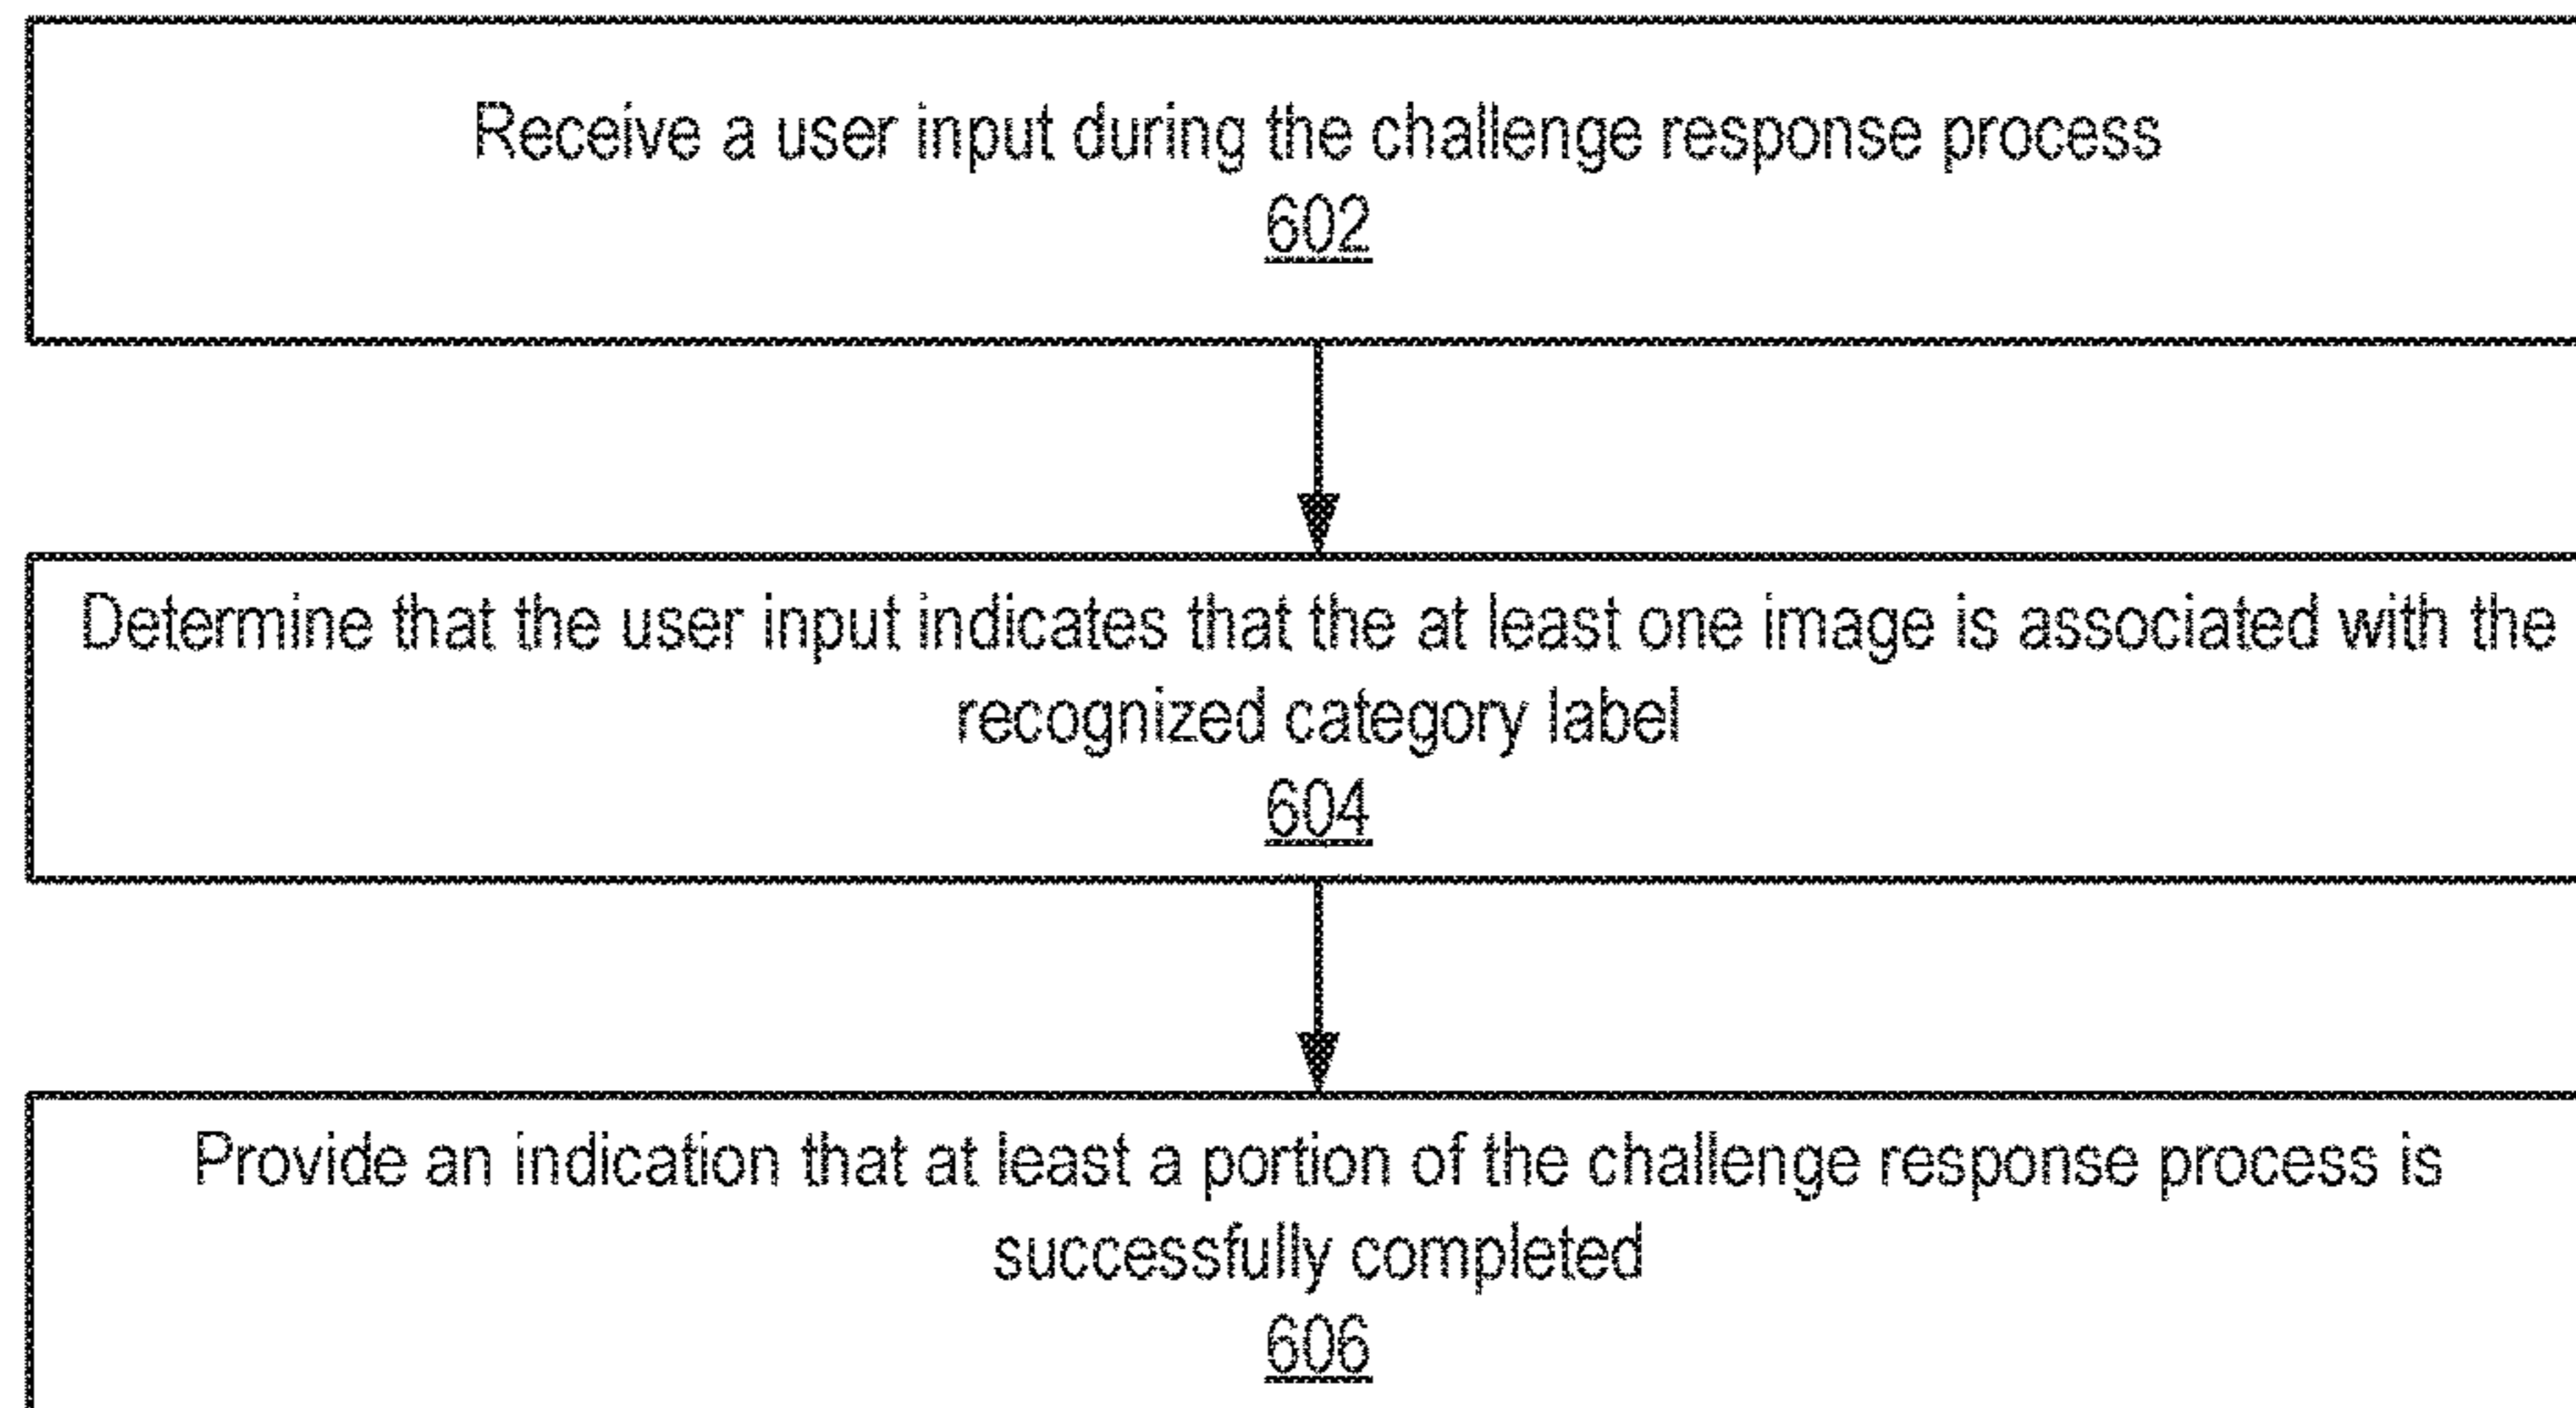 Receive a user input during the challenge response process
602
Determine that the user input indicates that the at least one image is associated with the
recognized category label
604
Provide an indication that at least a portion of the challenge response process is
successfully completed
606